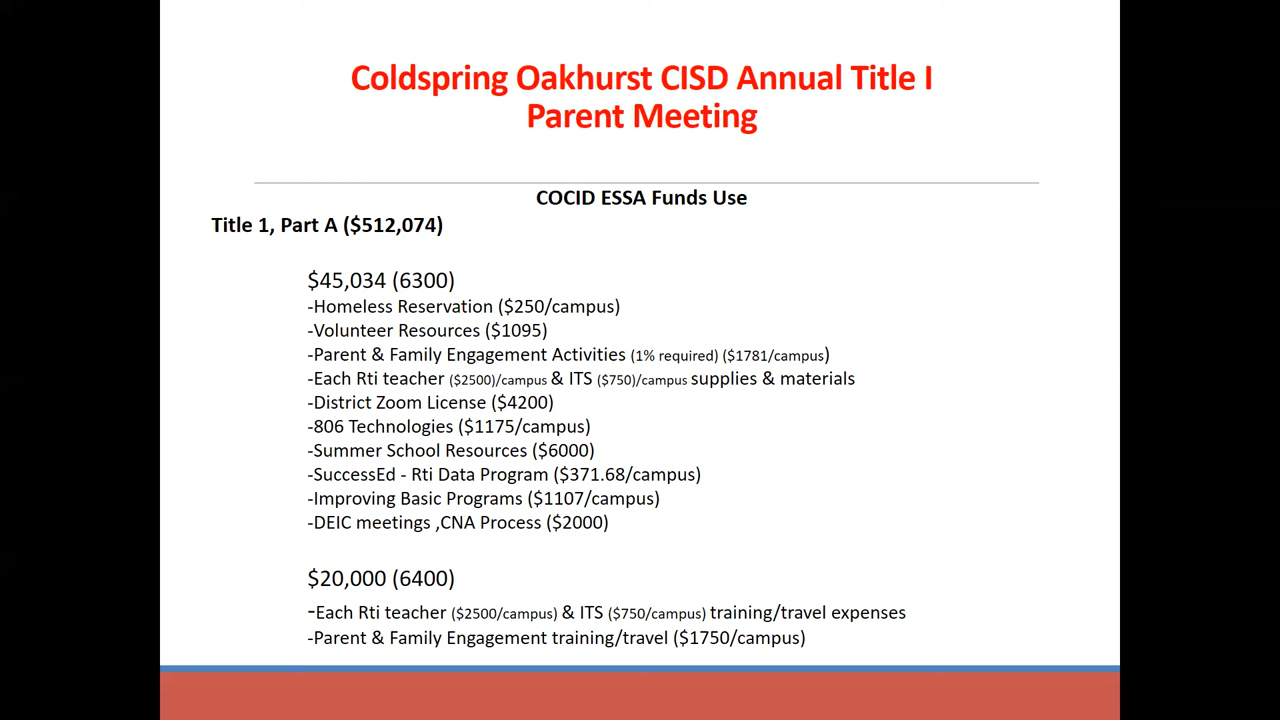 Coldspring Oakhurst CISD Annual Title I
Parent Meeting
COCID ESSA Funds Use
Title 1, Part A ($512,074)
$45,034 (6300)
-Homeless Reservation ($250/campus)
-Volunteer Resources ($1095)
-Parent & Family Engagement Activities (1% required) ($1781/campus)
-Each Rti teacher ($2500)/campus & ITS ($750)/campus supplies & materials
-District Zoom License ($4200)
-806 Technologies ($1175/campus)
-Summer School Resources ($6000)
-SuccessEd - Rti Data Program ($371.68/campus)
-Improving Basic Programs ($1107/campus)
-DEIC meetings ,CNA Process ($2000)
$20,000 (6400)
-Each Rti teacher ($2500/campus) & ITS ($750/campus) training/travel expenses
-Parent & Family Engagement training/travel ($1750/campus)